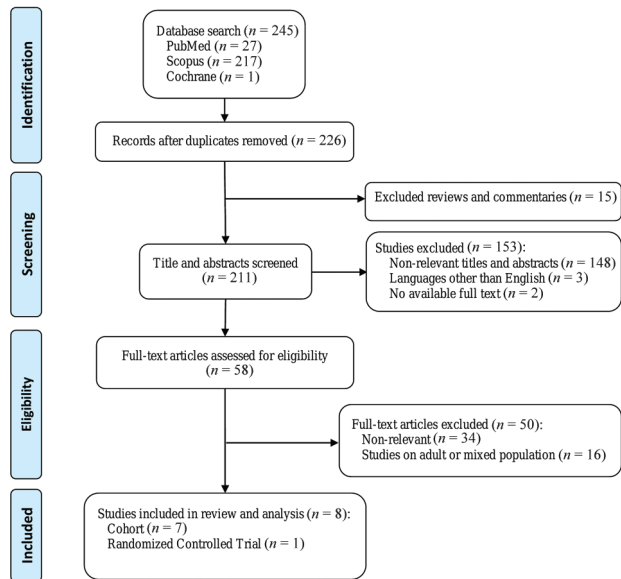 Identification
Database search (n = 245)
PubMed (n = 27)
Scopus (n = 217)
Cochrane (n = 1)
Records after duplicates removed (n = 226)
Screening
Excluded reviews and commentaries (n = 15)
Title and abstracts screened
(n = 211)
Studies excluded (n = 153):
Non-relevant titles and abstracts (n = 148)
Languages other than English (n = 3)
No available full text (n = 2)
Eligibility
Full-text articles assessed for eligibility
(n = 58)
Full-text articles excluded (n = 50):
Non-relevant (n = 34)
Studies on adult or mixed population (n = 16)
Included
Studies included in review and analysis (n = 8):
Cohort (n = 7)
Randomized Controlled Trial (n = 1)